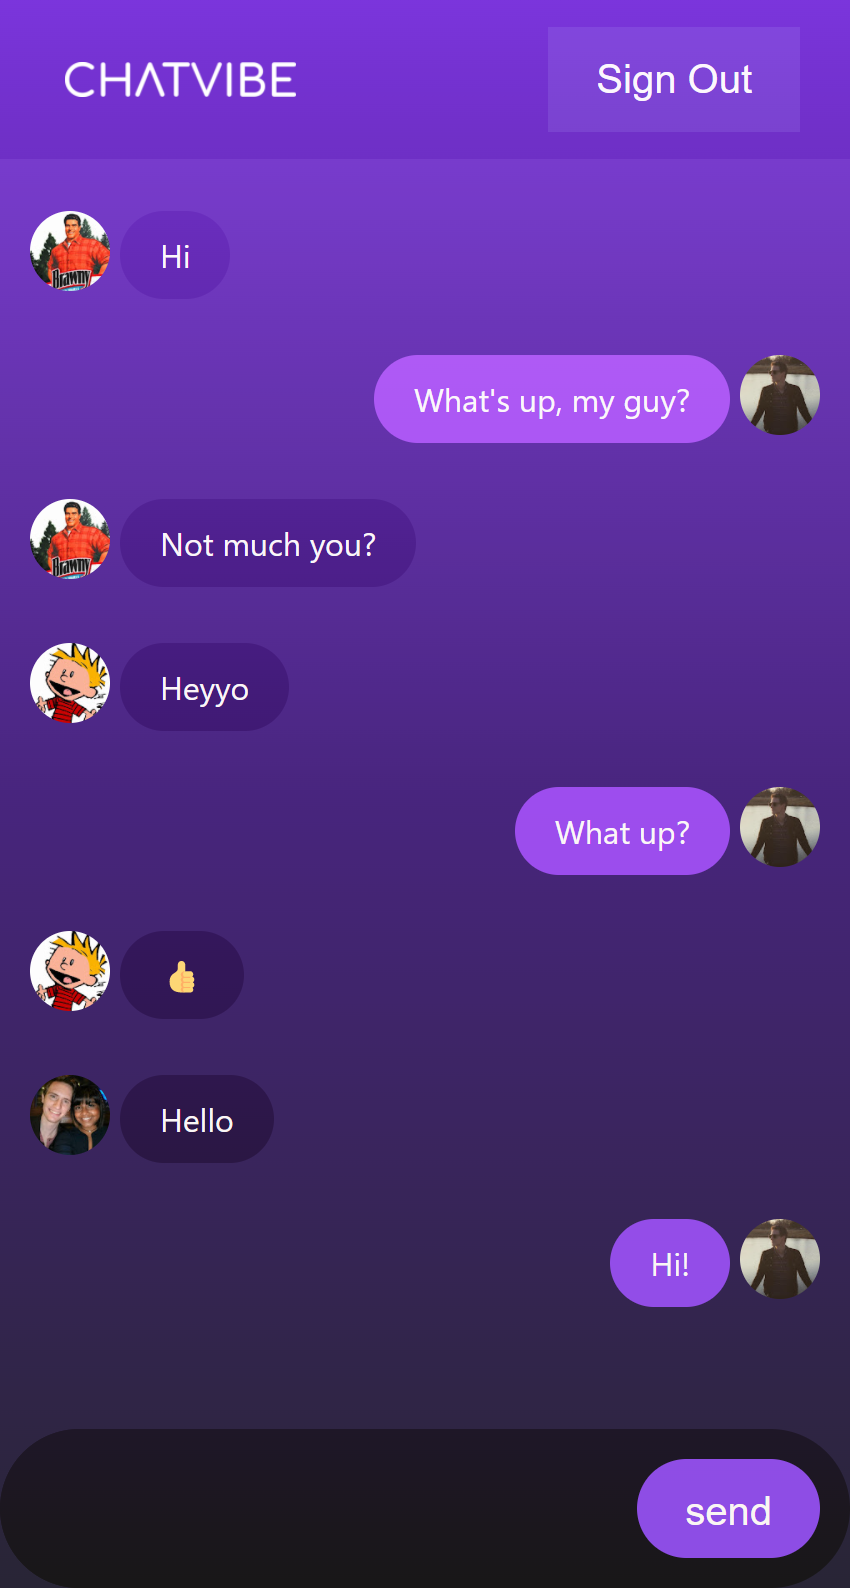 CHATVIBE
Sign Out
Brawny
Hi
What's up, my guy?
Brawny
Not much you?
Heyyo
What up?
👍
Hello
Hi!
send